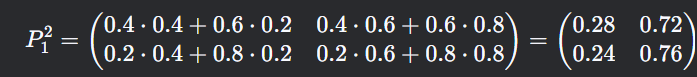 P₁² = (0.4 · 0.4 + 0.6 · 0.2   0.4 · 0.6 + 0.6 · 0.8) = (0.28   0.72)
(0.2 · 0.4 + 0.8 · 0.2   0.2 · 0.6 + 0.8 · 0.8)   (0.24   0.76)